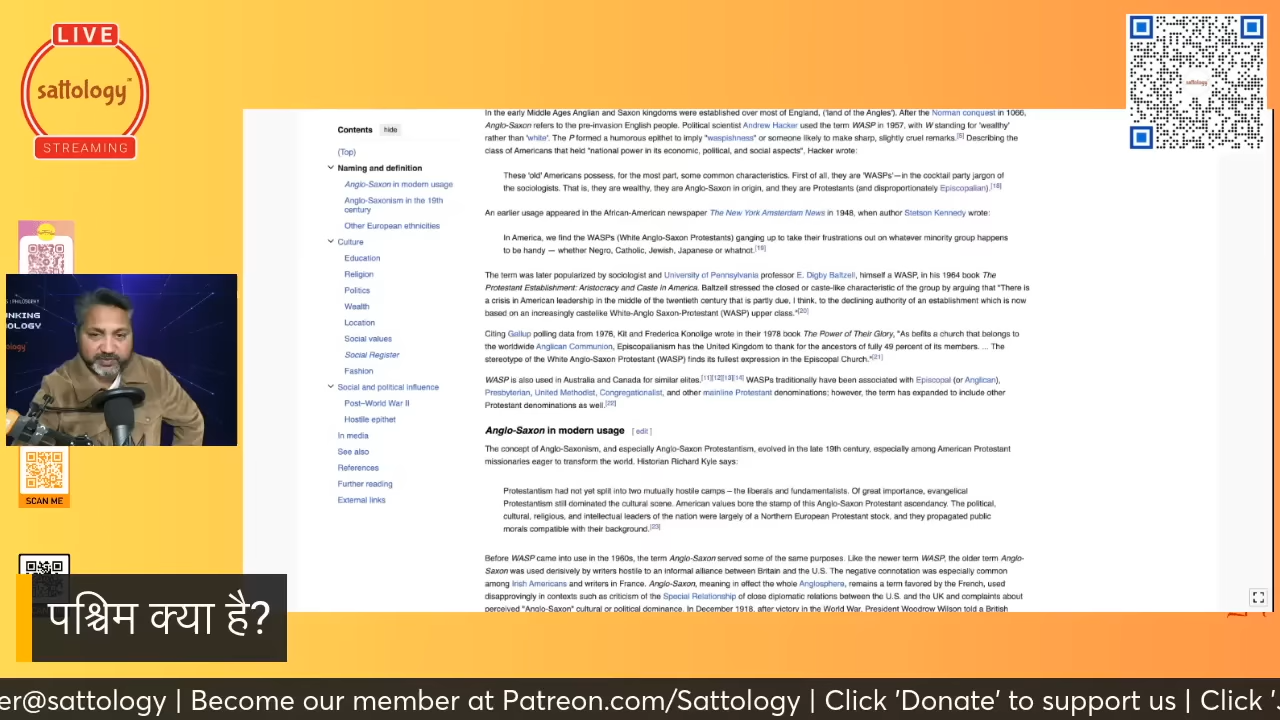 LIVE
sattology
STREAMING
sattology
Contents hide
(Top)
Naming and definition
Anglo-Saxon in modern usage
Anglo-Saxonism in the 19th
century
Other European ethnicities
Culture
Education
Religion
Politics
Wealth
Location
Social values
Social Register
Fashion
Social and political influence
Post–World War II
Hostile epithet
In media
See also
References
Further reading
External links
In the early Middle Ages Anglian and Saxon kingdoms were established over most of England, ('land of the Angles'). After the Norman conquest in 1066,
Anglo-Saxon refers to the pre-invasion English people. Political scientist Andrew Hacker used the term WASP in 1957, with W standing for 'wealthy'
rather than 'white'. The P formed a humorous epithet to imply "waspishness" or someone likely to make sharp, slightly cruel remarks.[5] Describing the
class of Americans that held "national power in its economic, political, and social aspects", Hacker wrote:
These 'old' Americans possess, for the most part, some common characteristics. First of all, they are 'WASPs'—in the cocktail party jargon of
the sociologists. That is, they are wealthy, they are Anglo-Saxon in origin, and they are Protestants (and disproportionately Episcopalian).[18]
An earlier usage appeared in the African-American newspaper The New York Amsterdam News in 1948, when author Stetson Kennedy wrote:
In America, we find the WASPs (White Anglo-Saxon Protestants) ganging up to take their frustrations out on whatever minority group happens
to be handy — whether Negro, Catholic, Jewish, Japanese or whatnot.[19]
The term was later popularized by sociologist and University of Pennsylvania professor E. Digby Baltzell, himself a WASP, in his 1964 book The
Protestant Establishment: Aristocracy and Caste in America. Baltzell stressed the closed or caste-like characteristic of the group by arguing that "There is
a crisis in American leadership in the middle of the twentieth century that is partly due, I think, to the declining authority of an establishment which is now
based on an increasingly castelike White-Anglo Saxon-Protestant (WASP) upper class."[20]
Citing Gallup polling data from 1976, Kit and Frederica Konolige wrote in their 1978 book The Power of Their Glory, "As befits a church that belongs to
the worldwide Anglican Communion, Episcopalianism has the United Kingdom to thank for the ancestors of fully 49 percent of its members. ... The
stereotype of the White Anglo-Saxon Protestant (WASP) finds its fullest expression in the Episcopal Church."[21]
WASP is also used in Australia and Canada for similar elites.[11][12][13][14] WASPs traditionally have been associated with Episcopal (or Anglican),
Presbyterian, United Methodist, Congregationalist, and other mainline Protestant denominations; however, the term has expanded to include other
Protestant denominations as well.[22]
Anglo-Saxon in modern usage [ edit ]
The concept of Anglo-Saxonism, and especially Anglo-Saxon Protestantism, evolved in the late 19th century, especially among American Protestant
missionaries eager to transform the world. Historian Richard Kyle says:
Protestantism had not yet split into two mutually hostile camps – the liberals and fundamentalists. Of great importance, evangelical
Protestantism still dominated the cultural scene. American values bore the stamp of this Anglo-Saxon Protestant ascendancy. The political,
cultural, religious, and intellectual leaders of the nation were largely of a Northern European Protestant stock, and they propagated public
morals compatible with their background.[23]
Before WASP came into use in the 1960s, the term Anglo-Saxon served some of the same purposes. Like the newer term WASP, the older term Anglo-
Saxon was used derisively by writers hostile to an informal alliance between Britain and the U.S. The negative connotation was especially common
among Irish Americans and writers in France. Anglo-Saxon, meaning in effect the whole Anglosphere, remains a term favored by the French, used
disapprovingly in contexts such as criticism of the Special Relationship of close diplomatic relations between the U.S. and the UK and complaints about
perceived "Anglo-Saxon" cultural or political dominance. In December 1918, after victory in the World War, President Woodrow Wilson told a British
SCAN ME
पश्चिम क्या है?
er@sattology | Become our member at Patreon.com/Sattology | Click 'Donate' to support us | Click